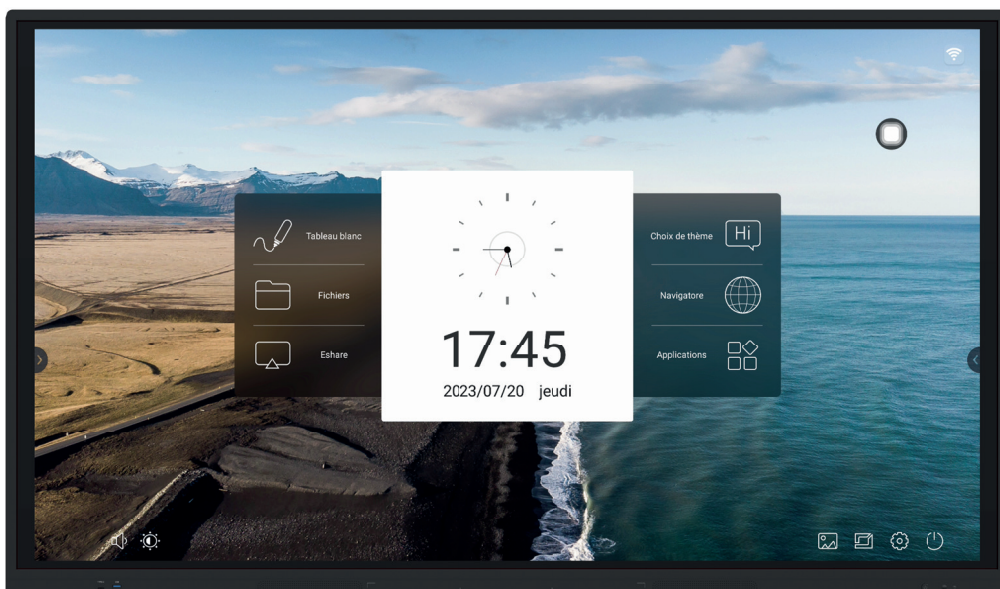 Tableau blanc
Fichiers
Eshare
17:45
2023/07/20 jeudi
Choix de thème
Hi
Navigatore
Applications